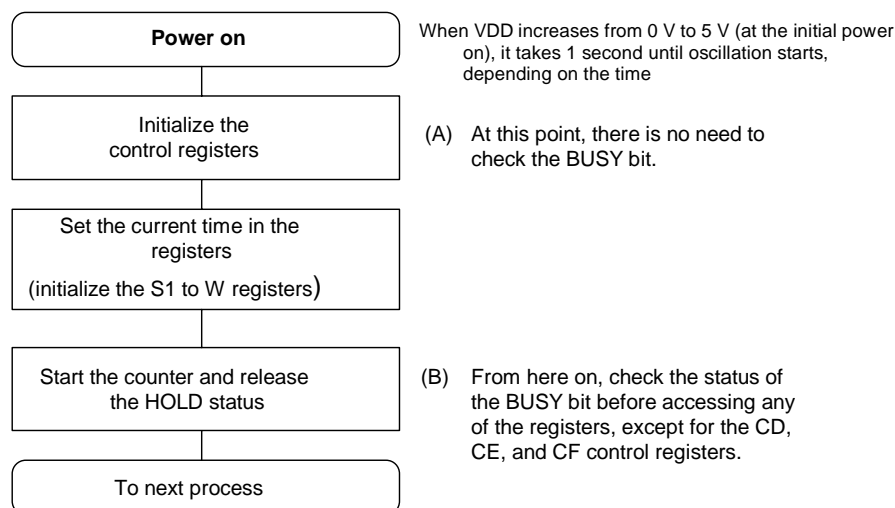 Power on
When VDD increases from 0 V to 5 V (at the initial power
on), it takes 1 second until oscillation starts,
depending on the time
Initialize the
control registers
(A) At this point, there is no need to
check the BUSY bit.
Set the current time in the
registers
(initialize the S1 to W registers)
Start the counter and release
the HOLD status
(B) From here on, check the status of
the BUSY bit before accessing any
of the registers, except for the CD,
CE, and CF control registers.
To next process